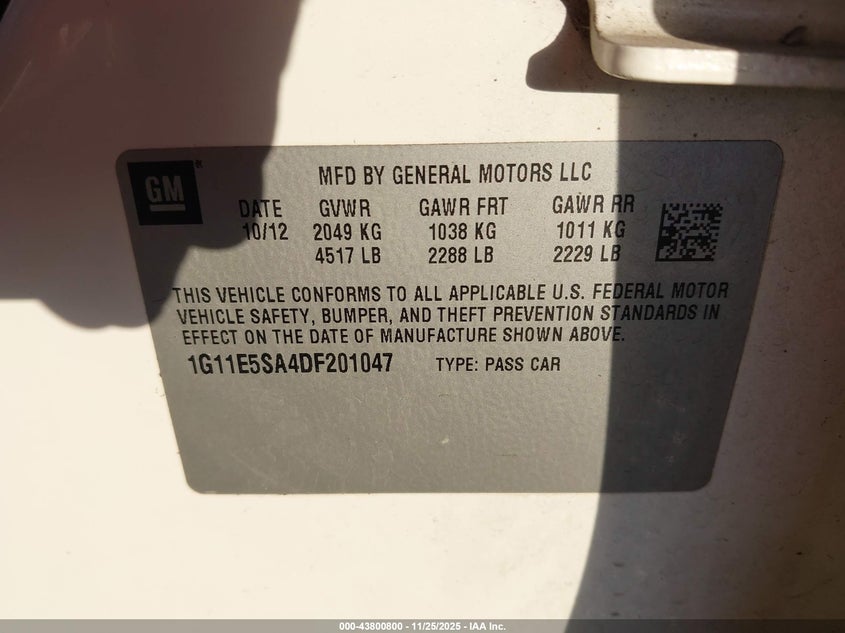 GM
MFD BY GENERAL MOTORS LLC
DATE GVWR GAWR FRT GAWR RR
10/12 2049 KG 1038 KG 1011 KG
4517 LB 2288 LB 2229 LB
THIS VEHICLE CONFORMS TO ALL APPLICABLE U.S. FEDERAL MOTOR
VEHICLE SAFETY, BUMPER, AND THEFT PREVENTION STANDARDS IN
EFFECT ON THE DATE OF MANUFACTURE SHOWN ABOVE.
1G11E5SA4DF201047 TYPE: PASS CAR
000-43800800 - 11/25/2025 - IAA Inc.